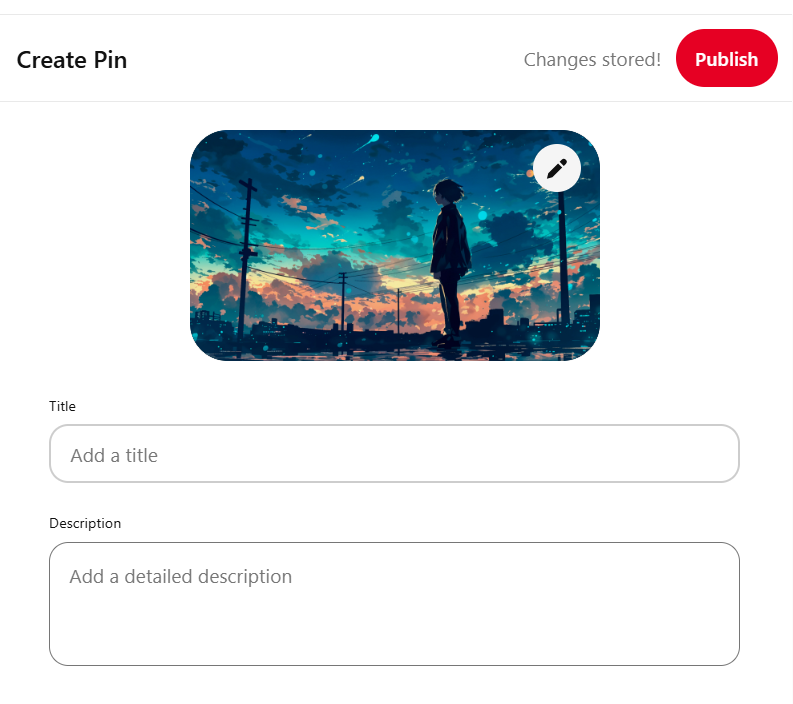 Create Pin
Changes stored!
Publish
Title
Add a title
Description
Add a detailed description